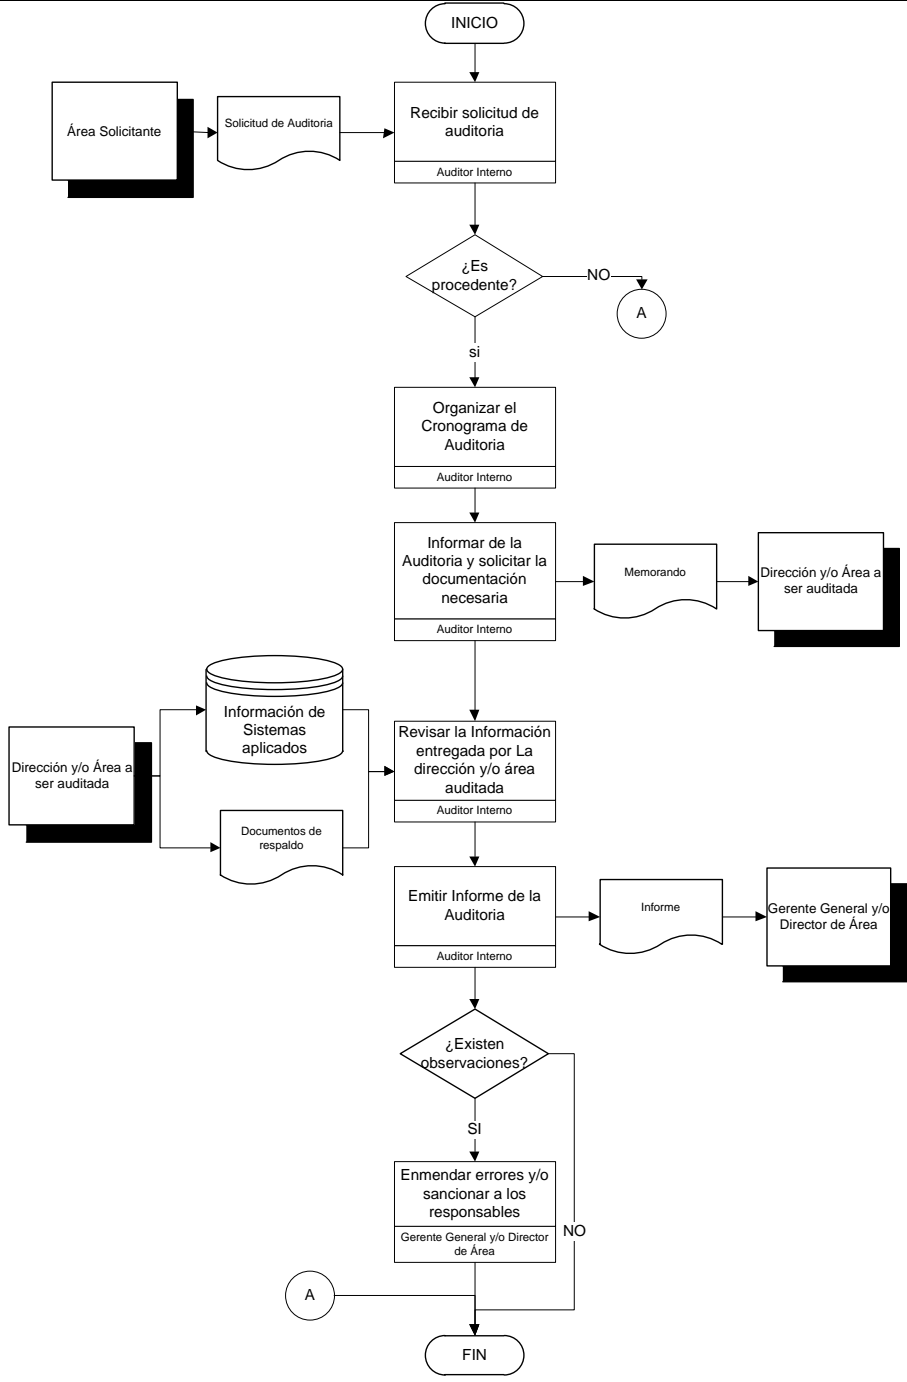 INICIO
Área Solicitante
Solicitud de Auditoria
Recibir solicitud de
auditoria
Auditor Interno
¿Es
procedente?
NO
A
si
Organizar el
Cronograma de
Auditoria
Auditor Interno
Informar de la
Auditoria y solicitar la
documentación
necesaria
Auditor Interno
Memorando
Dirección y/o Área a
ser auditada
Dirección y/o Área a
ser auditada
Información de
Sistemas
aplicados
Documentos de
respaldo
Revisar la Información
entregada por La
dirección y/o área
auditada
Auditor Interno
Emitir Informe de la
Auditoria
Auditor Interno
Informe
Gerente General y/o
Director de Área
¿Existen
observaciones?
SI
NO
Enmendar errores y/o
sancionar a los
responsables
Gerente General y/o Director
de Área
A
FIN